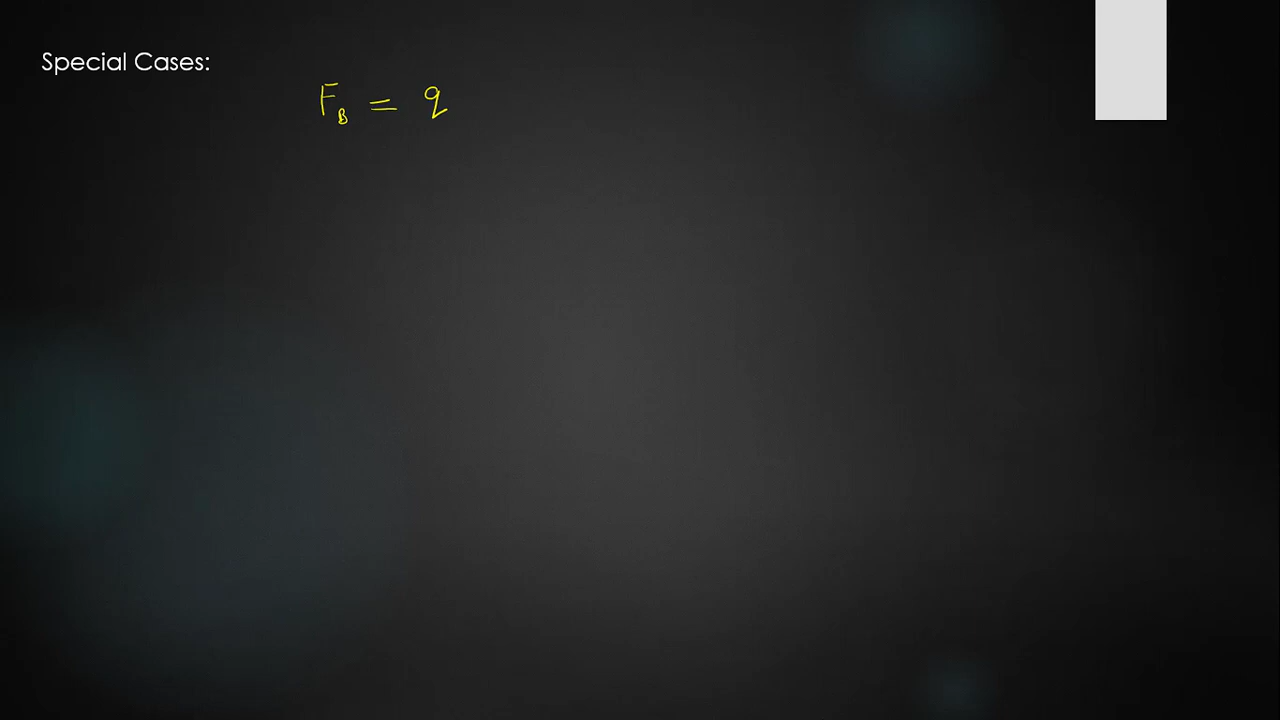 Special Cases:
F_B = q